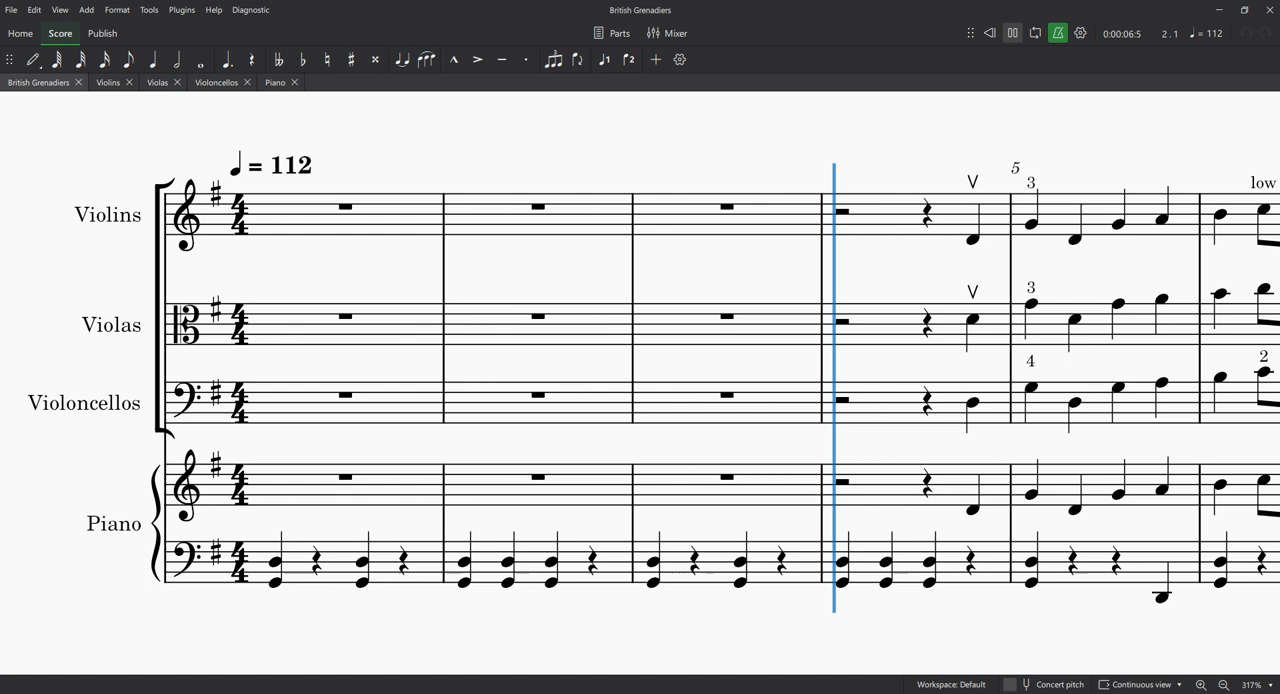 File Edit View Add Format Tools Plugins Help Diagnostic
British Grenadiers
Home Score Publish
Parts Mixer
0:00:06:5 2 . 1 ♩ = 112
British Grenadiers Violins Violas Violoncellos Piano
♩ = 112
5
low
Violins
3
Violas
3
Violoncellos
4 2
Piano
Workspace: Default Concert pitch Continuous view 317%